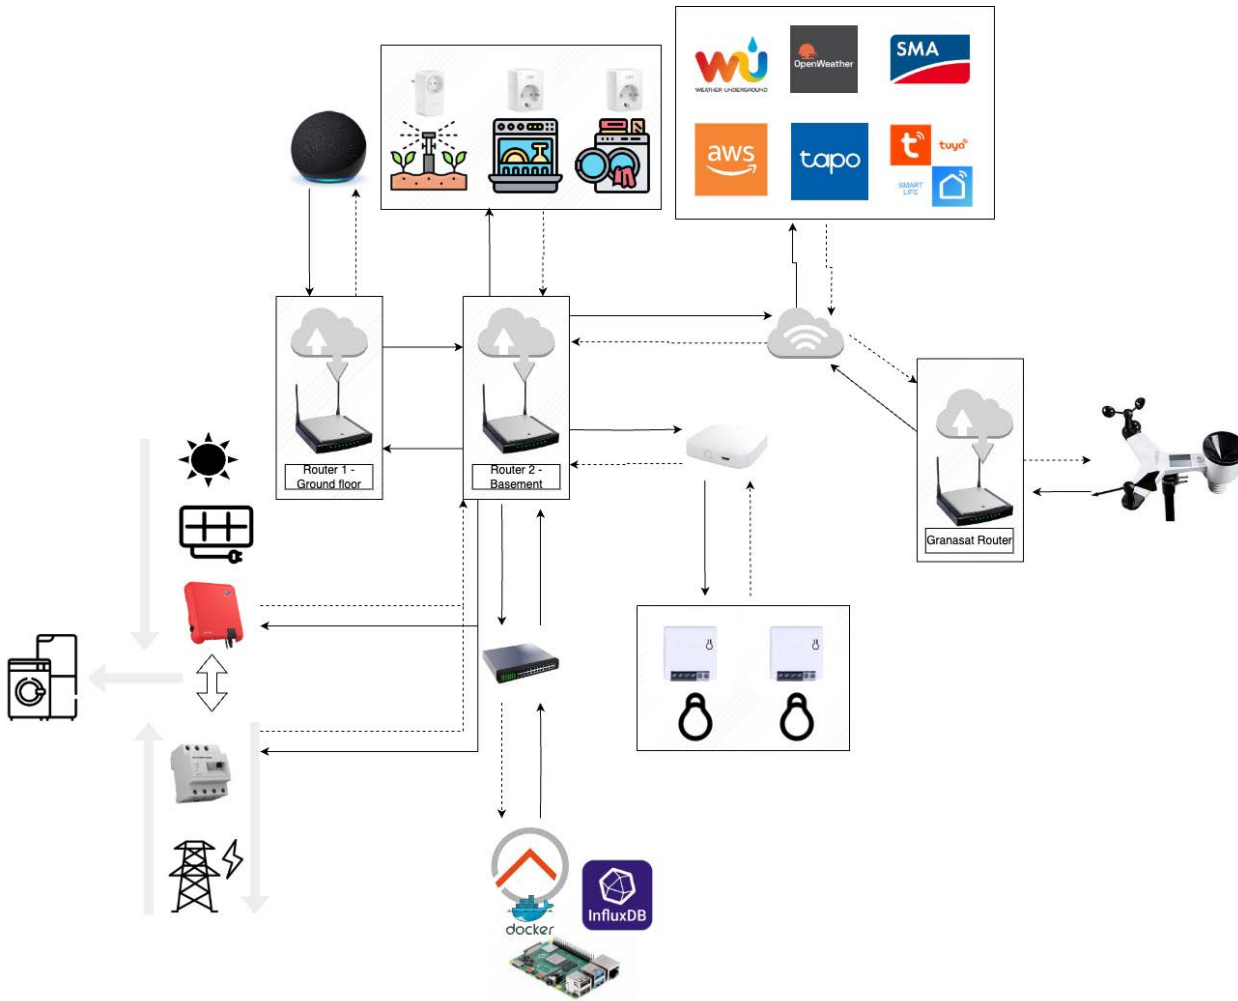 WU
WEATHER UNDERGROUND
OpenWeather
SMA
aws
tapo
t
tuya
SMART
LIFE
Router 1 -
Ground floor
Router 2 -
Basement
Granasat Router
docker
InfluxDB